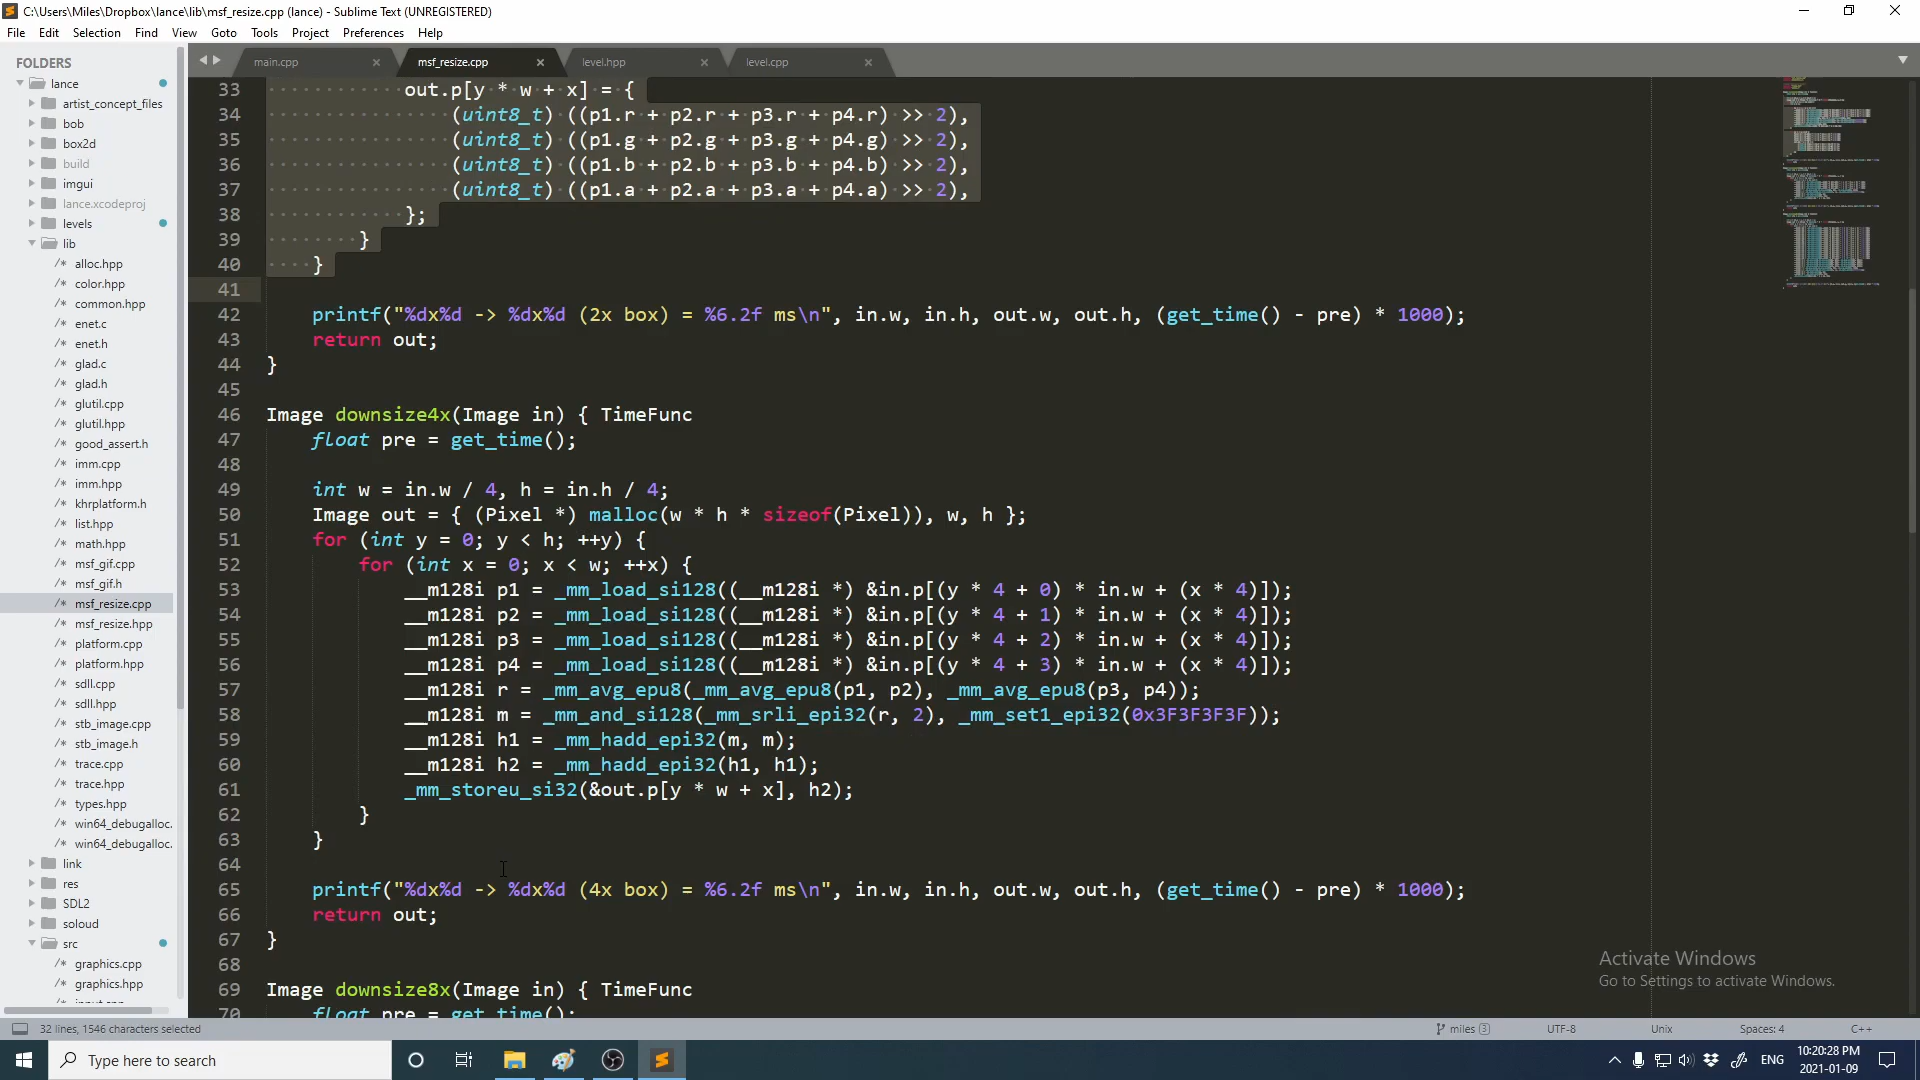 C:\Users\Miles\Dropbox\lance\lib\msf_resize.cpp (lance) - Sublime Text (UNREGISTERED)
File Edit Selection Find View Goto Tools Project Preferences Help
FOLDERS
lance
artist_concept_files
bob
box2d
build
imgui
lance.xcodeproj
levels
lib
alloc.hpp
color.hpp
common.hpp
enet.c
enet.h
glad.c
glad.h
glutil.cpp
glutil.hpp
good_assert.h
imm.cpp
imm.hpp
khrplatform.h
list.hpp
math.hpp
msf_gif.cpp
msf_gif.h
msf_resize.cpp
msf_resize.hpp
platform.cpp
platform.hpp
sdll.cpp
sdll.hpp
stb_image.cpp
stb_image.h
trace.cpp
trace.hpp
types.hpp
win64_debugalloc.
win64_debugalloc.
link
res
SDL2
soloud
src
graphics.cpp
graphics.hpp
main.cpp msf_resize.cpp level.hpp level.cpp
33 out.p[y * w + x] = {
34 (uint8_t) ((p1.r + p2.r + p3.r + p4.r) >> 2),
35 (uint8_t) ((p1.g + p2.g + p3.g + p4.g) >> 2),
36 (uint8_t) ((p1.b + p2.b + p3.b + p4.b) >> 2),
37 (uint8_t) ((p1.a + p2.a + p3.a + p4.a) >> 2),
38 };
39 }
40 }
41
42 printf("%dx%d -> %dx%d (2x box) = %6.2f ms\n", in.w, in.h, out.w, out.h, (get_time() - pre) * 1000);
43 return out;
44 }
45
46 Image downsize4x(Image in) { TimeFunc
47 float pre = get_time();
48
49 int w = in.w / 4, h = in.h / 4;
50 Image out = { (Pixel *) malloc(w * h * sizeof(Pixel)), w, h };
51 for (int y = 0; y < h; ++y) {
52 for (int x = 0; x < w; ++x) {
53 __m128i p1 = _mm_load_si128((__m128i *) &in.p[(y * 4 + 0) * in.w + (x * 4)]);
54 __m128i p2 = _mm_load_si128((__m128i *) &in.p[(y * 4 + 1) * in.w + (x * 4)]);
55 __m128i p3 = _mm_load_si128((__m128i *) &in.p[(y * 4 + 2) * in.w + (x * 4)]);
56 __m128i p4 = _mm_load_si128((__m128i *) &in.p[(y * 4 + 3) * in.w + (x * 4)]);
57 __m128i r = _mm_avg_epu8(_mm_avg_epu8(p1, p2), _mm_avg_epu8(p3, p4));
58 __m128i m = _mm_and_si128(_mm_srli_epi32(r, 2), _mm_set1_epi32(0x3F3F3F3F));
59 __m128i h1 = _mm_hadd_epi32(m, m);
60 __m128i h2 = _mm_hadd_epi32(h1, h1);
61 _mm_storeu_si32(&out.p[y * w + x], h2);
62 }
63 }
64
65 printf("%dx%d -> %dx%d (4x box) = %6.2f ms\n", in.w, in.h, out.w, out.h, (get_time() - pre) * 1000);
66 return out;
67 }
68
69 Image downsize8x(Image in) { TimeFunc
70 float pre = get_time();
Activate Windows
Go to Settings to activate Windows.
32 lines, 1546 characters selected miles 3 UTF-8 Unix Spaces: 4 C++
Type here to search ENG 10:20:28 PM
2021-01-09